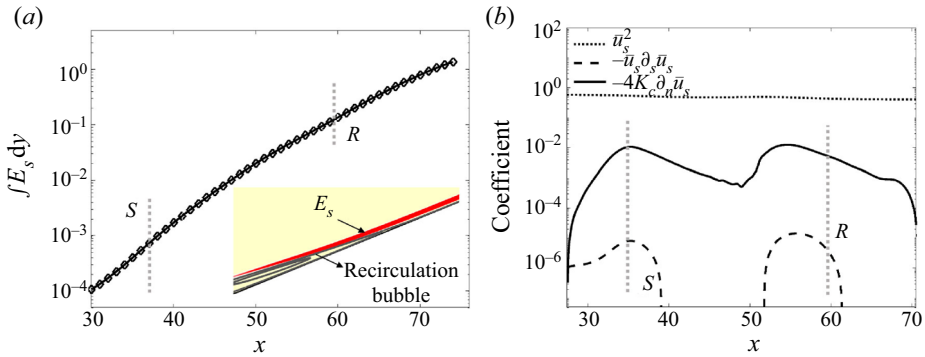 (a)
∫E_s dy
10^0
10^-1
10^-2
10^-3
10^-4
S
R
E_s
Recirculation
bubble
30 40 50 60 70
x
(b)
Coefficient
10^2
10^0
10^-2
10^-4
10^-6
ū_s^2
−ū_s∂_sū_s
−4K_c∂_nū_s
S
R
30 40 50 60 70
x